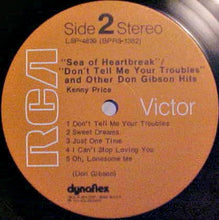 Side 2 Stereo
LSP-4839 (BPRS-1382)
"Sea of Heartbreak"/
"Don't Tell Me Your Troubles"
and Other Don Gibson Hits
Kenny Price
RCA
Victor
1 Don't Tell Me Your Troubles
2 Sweet Dreams
3 Just One Time
4 I Can't Stop Loving You
5 Oh, Lonesome Me
(Don Gibson)
dynaflex